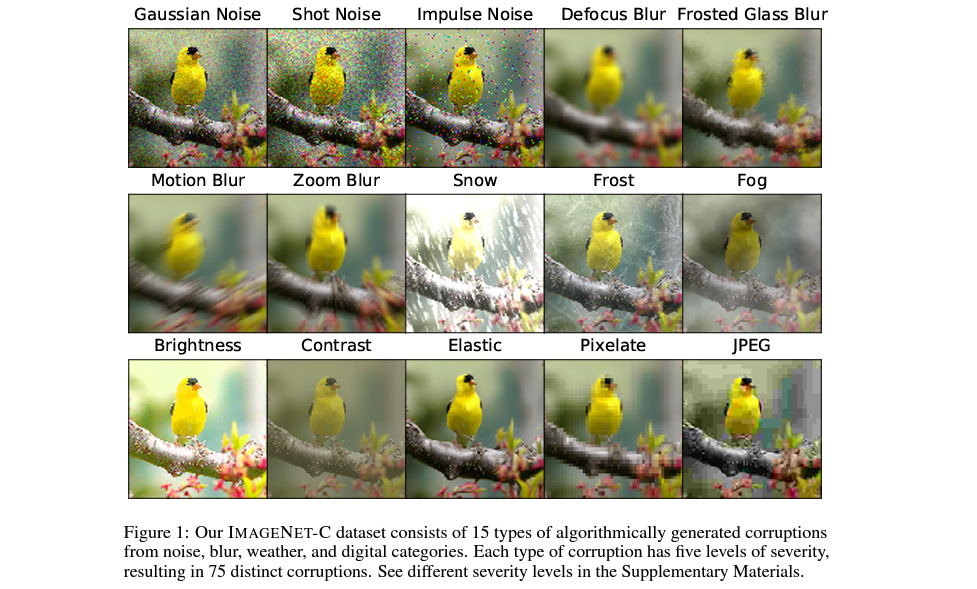 Gaussian Noise Shot Noise Impulse Noise Defocus Blur Frosted Glass Blur
Motion Blur Zoom Blur Snow Frost Fog
Brightness Contrast Elastic Pixelate JPEG
Figure 1: Our IMAGENET-C dataset consists of 15 types of algorithmically generated corruptions
from noise, blur, weather, and digital categories. Each type of corruption has five levels of severity,
resulting in 75 distinct corruptions. See different severity levels in the Supplementary Materials.